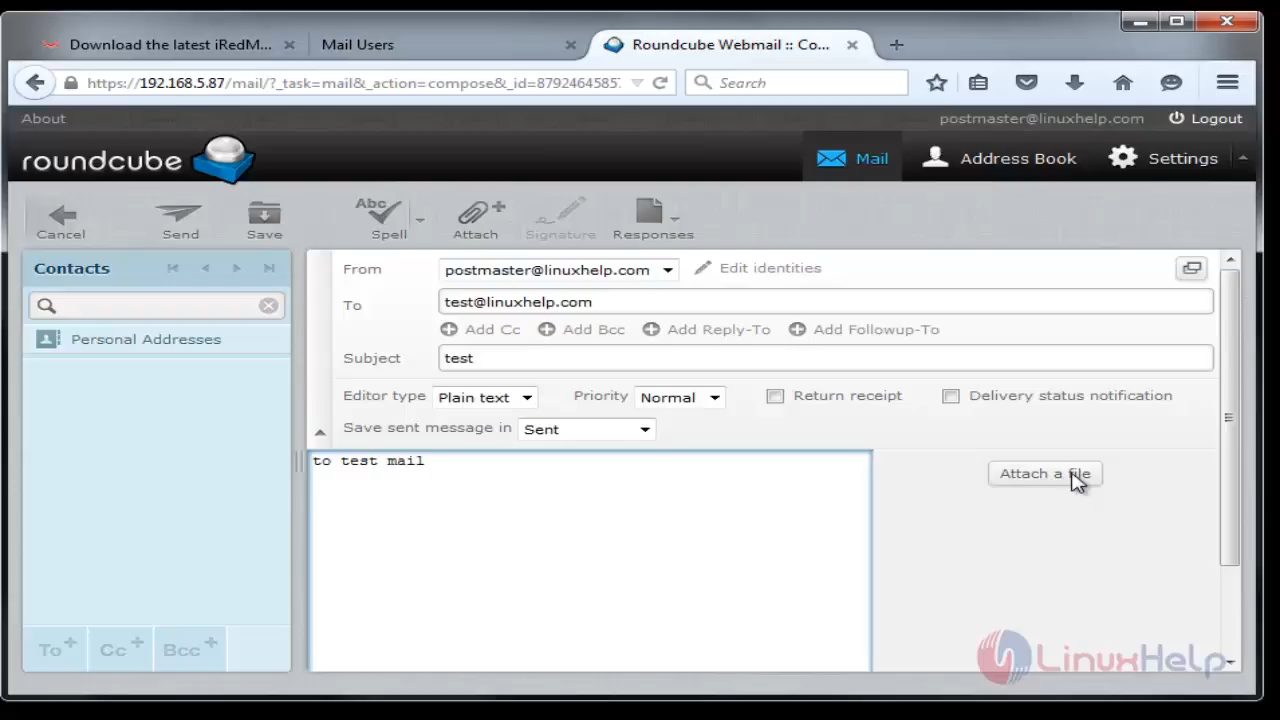 Download the latest iRedM...
Mail Users
Roundcube Webmail :: Co...
https://192.168.5.87/mail/?_task=mail&_action=compose&_id=879246458
Search
About
postmaster@linuxhelp.com
Logout
roundcube
Mail
Address Book
Settings
Cancel
Send
Save
Abc
Spell
Attach
Signature
Responses
Contacts
From
postmaster@linuxhelp.com
Edit identities
To
test@linuxhelp.com
Personal Addresses
Add Cc
Add Bcc
Add Reply-To
Add Followup-To
Subject
test
Editor type
Plain text
Priority
Normal
Return receipt
Delivery status notification
Save sent message in
Sent
to test mail
Attach a file
To
Cc
Bcc
LinuxHelp